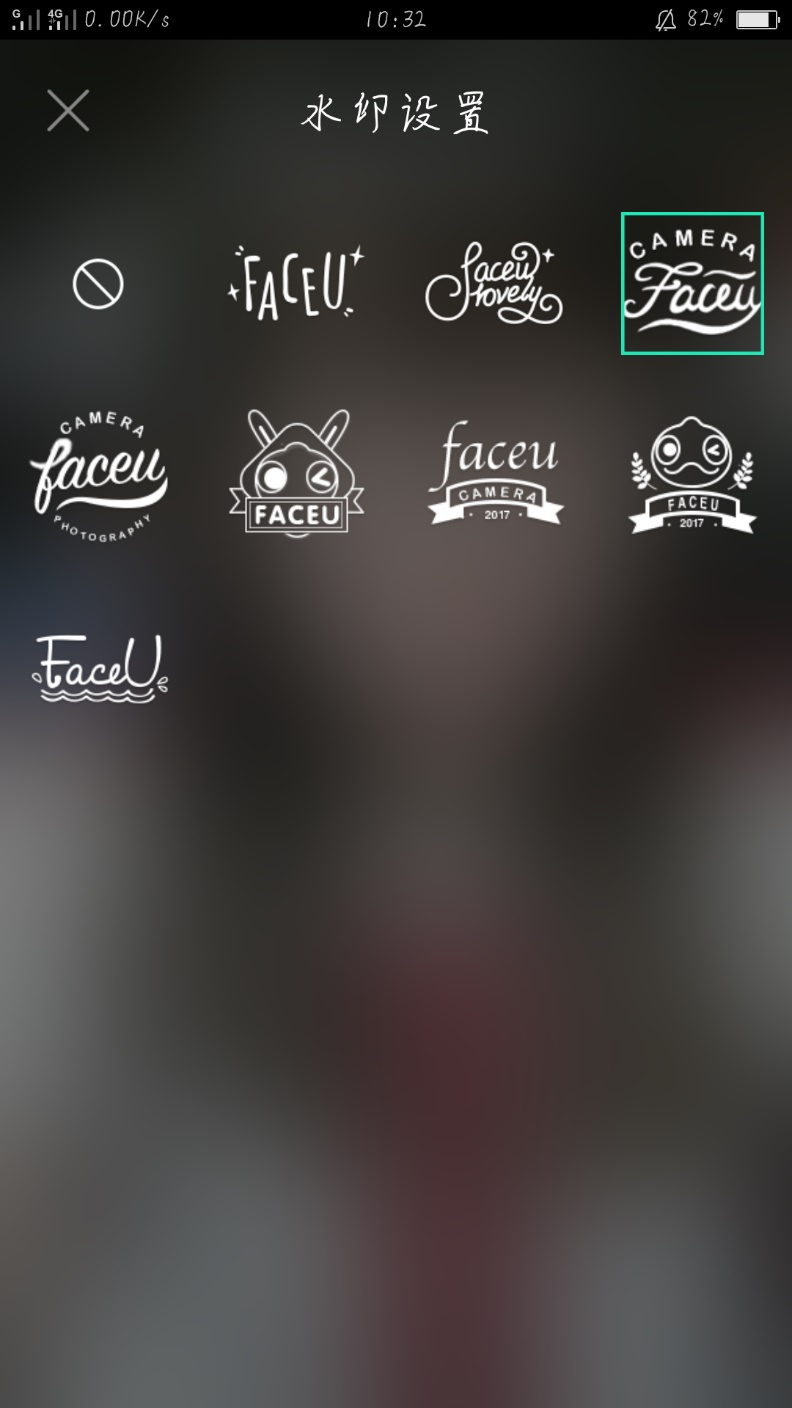 G 4G 0.00K/s 10:32 82%
水印设置
FACEU
faceu lovely
CAMERA
Faceu
CAMERA
faceu
PHOTOGRAPHY
FACEU
faceu
CAMERA
· 2017 ·
FACEU
· 2017 ·
FaceU